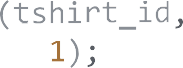 (tshirt_id,
1);